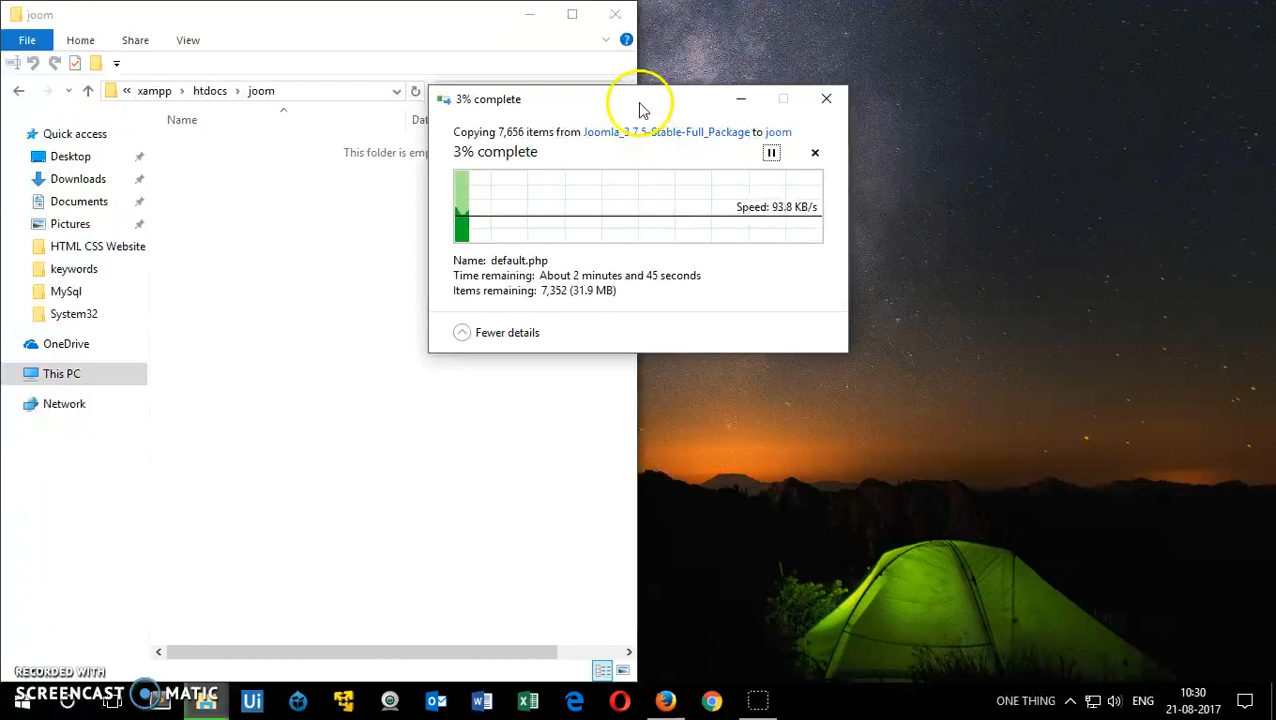 joom
File Home Share View
xampp htdocs joom
Name
This folder is emp
Quick access
Desktop
Downloads
Documents
Pictures
HTML CSS Website
keywords
MySql
System32
OneDrive
This PC
Network
3% complete
Copying 7,656 items from Joomla_3.7.5-Stable-Full_Package to joom
3% complete
Speed: 93.8 KB/s
Name: default.php
Time remaining: About 2 minutes and 45 seconds
Items remaining: 7,352 (31.9 MB)
Fewer details
RECORDED WITH
SCREENCAST MATIC
Ui
ONE THING
ENG
10:30
21-08-2017